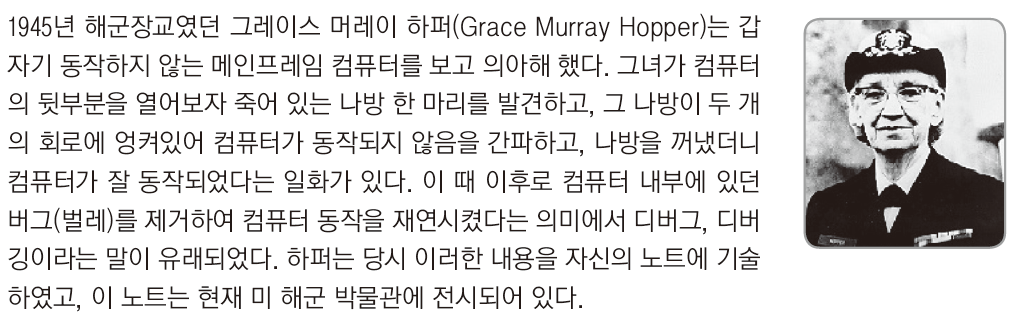 1945년 해군장교였던 그레이스 머레이 하퍼(Grace Murray Hopper)는 갑
자기 동작하지 않는 메인프레임 컴퓨터를 보고 의아해 했다. 그녀가 컴퓨터
의 뒷부분을 열어보자 죽어 있는 나방 한 마리를 발견하고, 그 나방이 두 개
의 회로에 엉켜있어 컴퓨터가 동작되지 않음을 간파하고, 나방을 꺼냈더니
컴퓨터가 잘 동작되었다는 일화가 있다. 이 때 이후로 컴퓨터 내부에 있던
버그(벌레)를 제거하여 컴퓨터 동작을 재연시켰다는 의미에서 디버그, 디버
깅이라는 말이 유래되었다. 하퍼는 당시 이러한 내용을 자신의 노트에 기술
하였고, 이 노트는 현재 미 해군 박물관에 전시되어 있다.